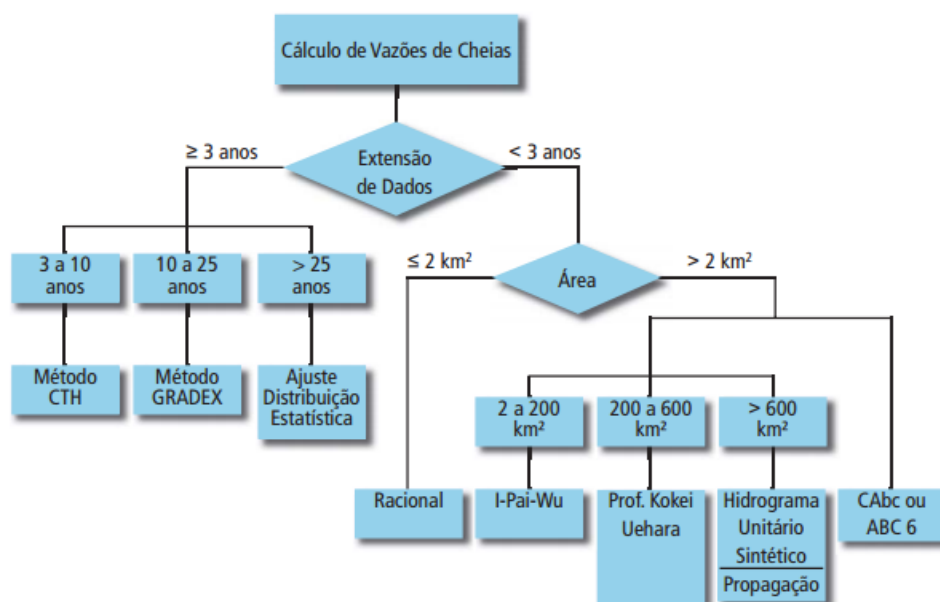 Cálculo de Vazões de Cheias
≥ 3 anos
< 3 anos
Extensão
de Dados
3 a 10
anos
10 a 25
anos
> 25
anos
≤ 2 km²
Área
> 2 km²
Método
CTH
Método
GRADEX
Ajuste
Distribuição
Estatística
2 a 200
km²
200 a 600
km²
> 600
km²
Racional
I-Pai-Wu
Prof. Kokei
Uehara
Hidrograma
Unitário
Sintético
Propagação
CAbc ou
ABC 6